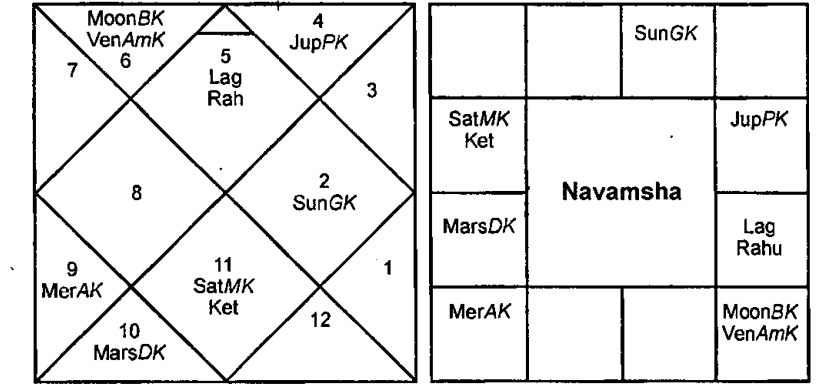 MoonBK
VenAmK
6
4
JupPK
5
Lag
Rah
7
3
8
2
SunGK
9
MerAK
11
SatMK
Ket
1
10
MarsDK
12
SunGK
SatMK
Ket
JupPK
Navamsha
MarsDK
Lag
Rahu
MerAK
MoonBK
VenAmK